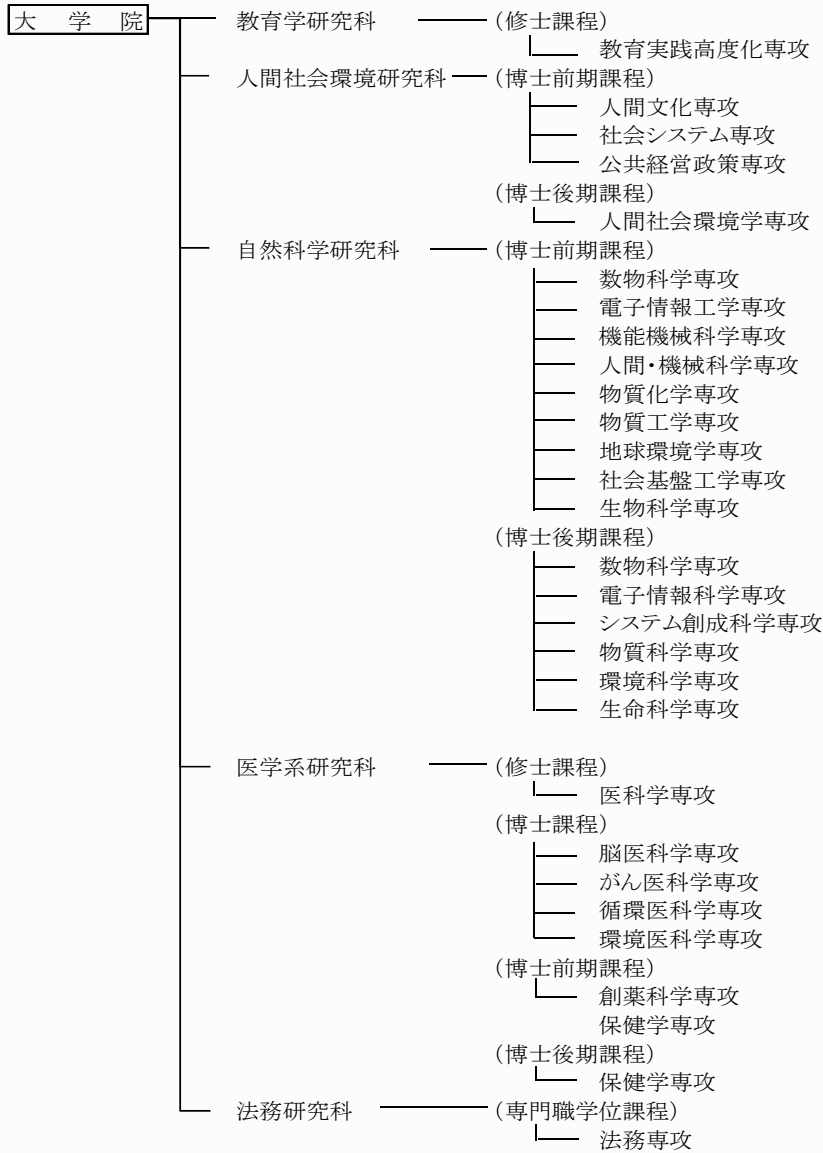 大　学　院　教育学研究科　（修士課程）
教育実践高度化専攻
人間社会環境研究科　（博士前期課程）
人間文化専攻
社会システム専攻
公共経営政策専攻
（博士後期課程）
人間社会環境学専攻
自然科学研究科　（博士前期課程）
数物科学専攻
電子情報工学専攻
機能機械科学専攻
人間・機械科学専攻
物質化学専攻
物質工学専攻
地球環境学専攻
社会基盤工学専攻
生物科学専攻
（博士後期課程）
数物科学専攻
電子情報科学専攻
システム創成科学専攻
物質科学専攻
環境科学専攻
生命科学専攻
医学系研究科　（修士課程）
医科学専攻
（博士課程）
脳医科学専攻
がん医科学専攻
循環医科学専攻
環境医科学専攻
（博士前期課程）
創薬科学専攻
保健学専攻
（博士後期課程）
保健学専攻
法務研究科　（専門職学位課程）
法務専攻